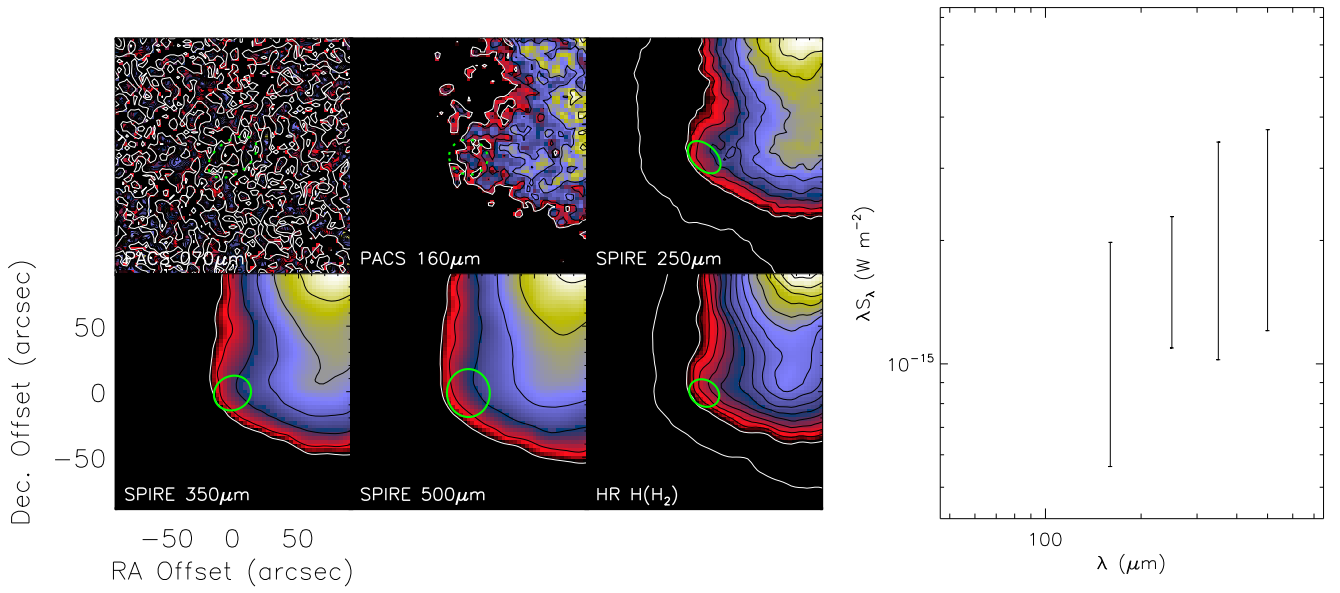 PACS 070μm
PACS 160μm
SPIRE 250μm
SPIRE 350μm
SPIRE 500μm
HR H(H₂)
Dec. Offset (arcsec)
50
0
−50
−50 0 50
RA Offset (arcsec)
λSλ (W m⁻²)
10⁻¹⁵
100
λ (μm)